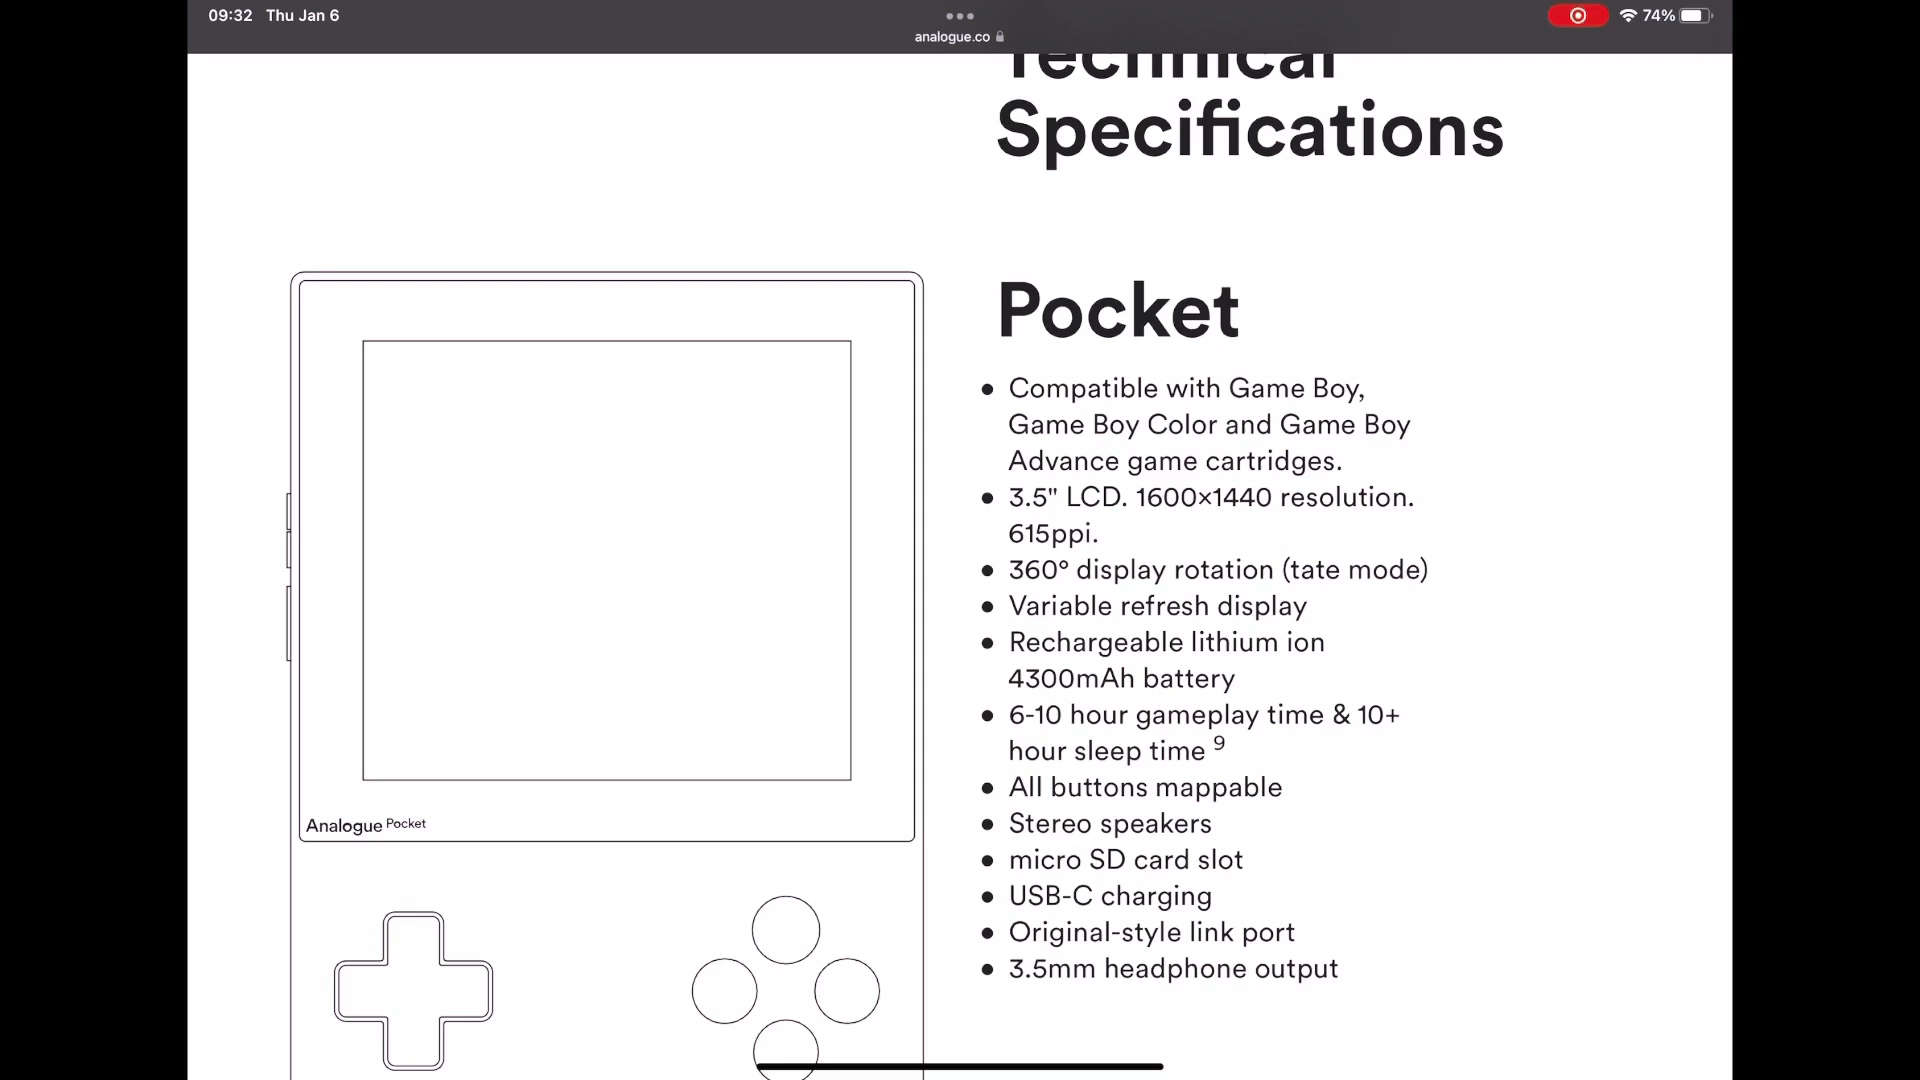 09:32 Thu Jan 6
74%
analogue.co
Technical
Specifications
Pocket
• Compatible with Game Boy,
Game Boy Color and Game Boy
Advance game cartridges.
• 3.5" LCD. 1600×1440 resolution.
615ppi.
• 360° display rotation (tate mode)
• Variable refresh display
• Rechargeable lithium ion
4300mAh battery
• 6-10 hour gameplay time & 10+
hour sleep time 9
• All buttons mappable
• Stereo speakers
• micro SD card slot
• USB-C charging
• Original-style link port
• 3.5mm headphone output
Analogue Pocket